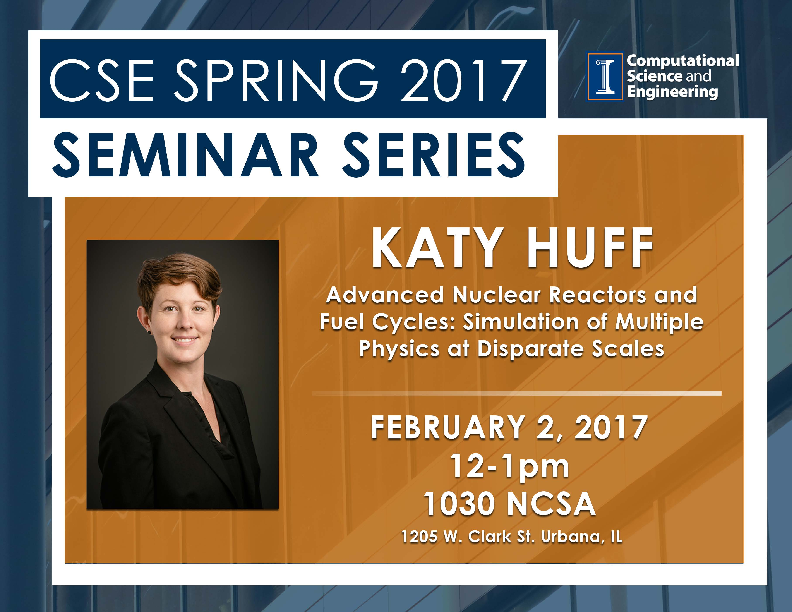 CSE SPRING 2017
SEMINAR SERIES
Computational
Science and
Engineering
KATY HUFF
Advanced Nuclear Reactors and
Fuel Cycles: Simulation of Multiple
Physics at Disparate Scales
FEBRUARY 2, 2017
12-1pm
1030 NCSA
1205 W. Clark St. Urbana, IL